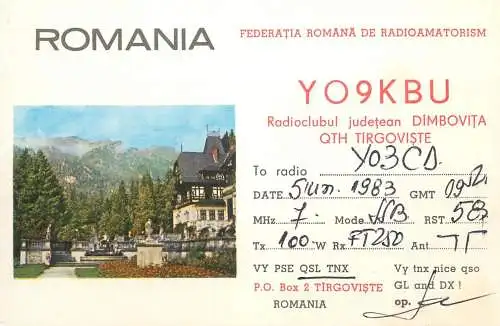 ROMANIA
FEDERAȚIA ROMÂNĂ DE RADIOAMATORISM
YO9KBU
Radioclubul județean DÎMBOVIȚA
QTH TÎRGOVIȘTE
To radio YO3CD.
DATE 5 1983 GMT
MHz 7. Mode SSB RST 58
Tx 100 W Rx FT250 Ant
VY PSE QSL TNX Vy tnx nice qso
P.O. Box 2 TÎRGOVIȘTE GL and DX !
ROMANIA op.